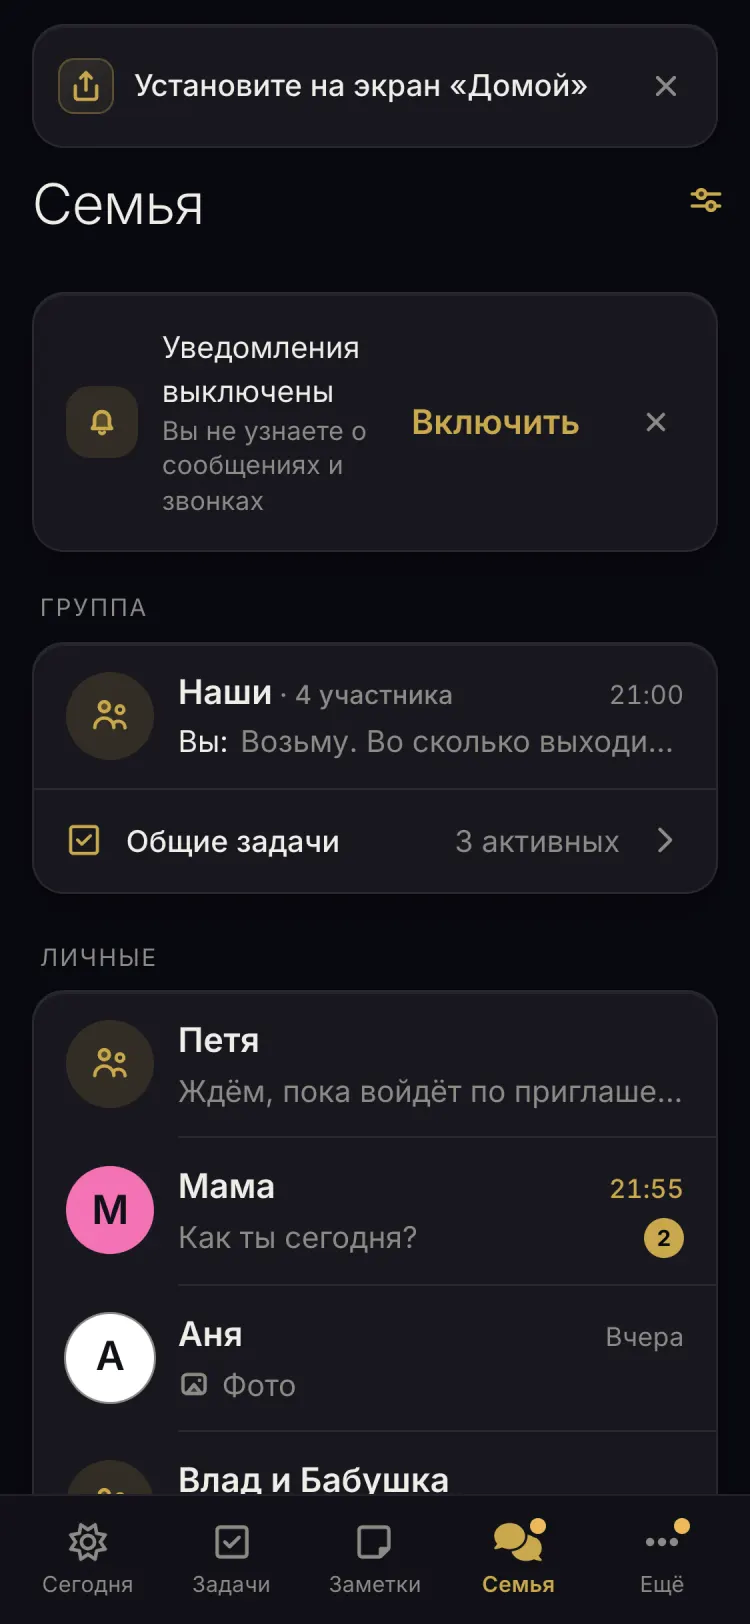 Установите на экран «Домой»
Семья
Уведомления
выключены
Вы не узнаете о
сообщениях и
звонках
Включить
ГРУППА
Наши · 4 участника 21:00
Вы: Возьму. Во сколько выходи...
Общие задачи 3 активных
ЛИЧНЫЕ
Петя
Ждём, пока войдёт по приглаше...
М
Мама 21:55
Как ты сегодня? 2
А
Аня Вчера
Фото
Влад и Бабушка
Сегодня Задачи Заметки Семья Ещё